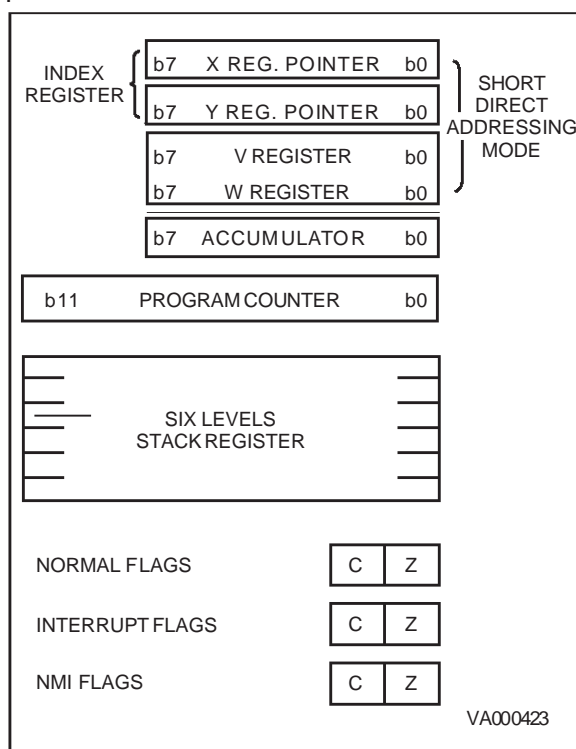 INDEX
REGISTER
b7 X REG. POINTER b0
b7 Y REG. POINTER b0
SHORT
DIRECT
ADDRESSING
MODE
b7 V REGISTER b0
b7 W REGISTER b0
b7 ACCUMULATOR b0
b11 PROGRAM COUNTER b0
SIX LEVELS
STACK REGISTER
NORMAL FLAGS C Z
INTERRUPT FLAGS C Z
NMI FLAGS C Z
VA000423